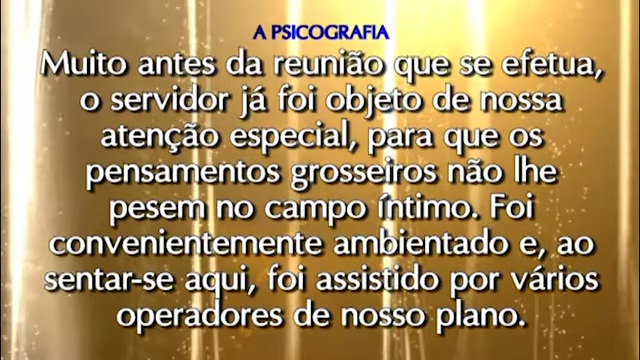 A PSICOGRAFIA
Muito antes da reunião que se efetua,
o servidor já foi objeto de nossa
atenção especial, para que os
pensamentos grosseiros não lhe
pesem no campo íntimo. Foi
convenientemente ambientado e, ao
sentar-se aqui, foi assistido por vários
operadores de nosso plano.